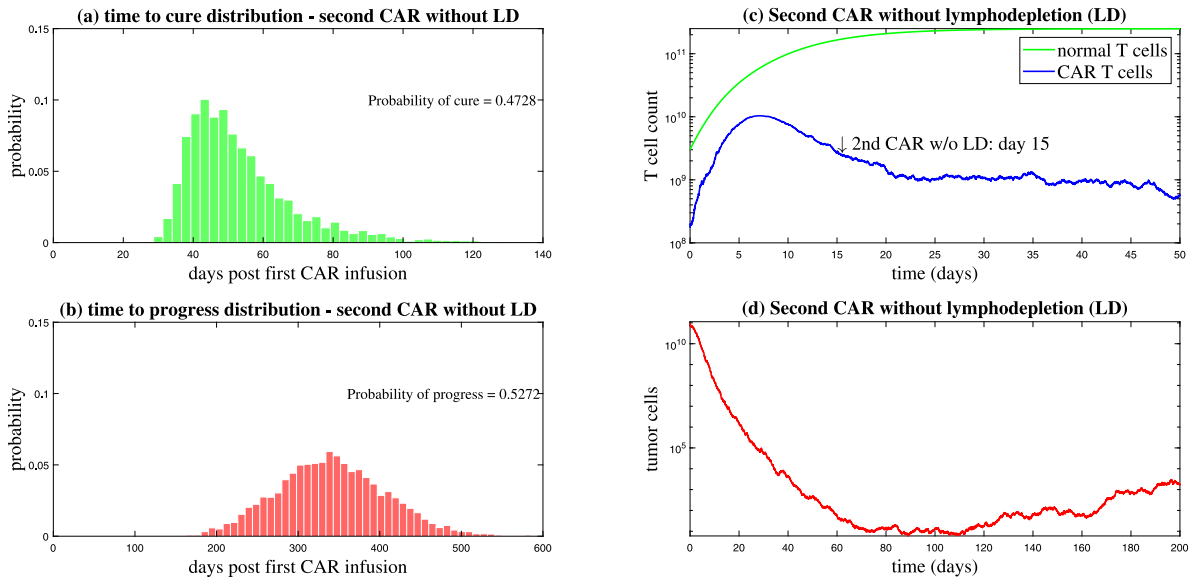 (a) time to cure distribution - second CAR without LD
0.15
0.1
0.05
0
probability
Probability of cure = 0.4728
0 20 40 60 80 100 120 140
days post first CAR infusion
(b) time to progress distribution - second CAR without LD
0.15
0.1
0.05
0
probability
Probability of progress = 0.5272
0 100 200 300 400 500 600
days post first CAR infusion
(c) Second CAR without lymphodepletion (LD)
10¹¹
10¹⁰
10⁹
10⁸
T cell count
normal T cells
CAR T cells
↓ 2nd CAR w/o LD: day 15
0 5 10 15 20 25 30 35 40 45 50
time (days)
(d) Second CAR without lymphodepletion (LD)
10¹⁰
10⁵
tumor cells
0 20 40 60 80 100 120 140 160 180 200
time (days)